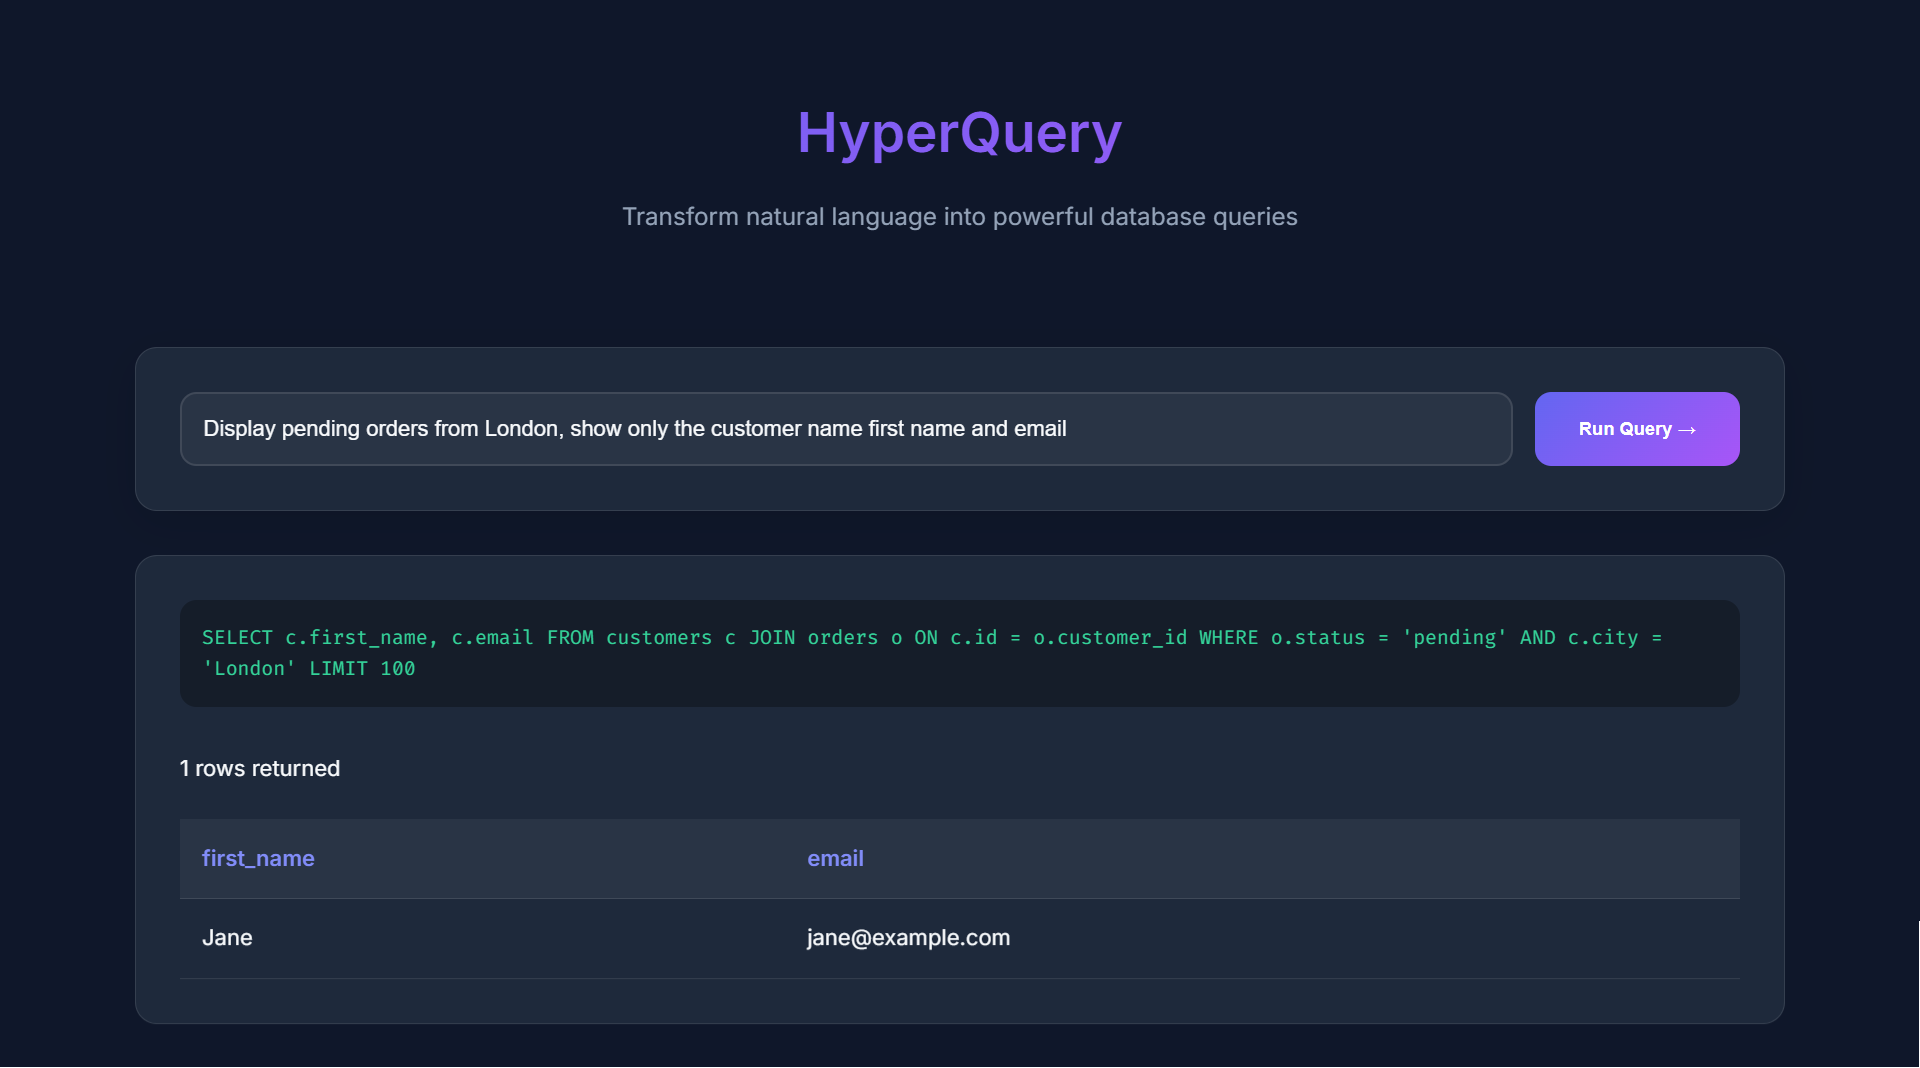 HyperQuery
Transform natural language into powerful database queries
Display pending orders from London, show only the customer name first name and email
Run Query →
SELECT c.first_name, c.email FROM customers c JOIN orders o ON c.id = o.customer_id WHERE o.status = 'pending' AND c.city =
'London' LIMIT 100
1 rows returned
first_name email
Jane jane@example.com